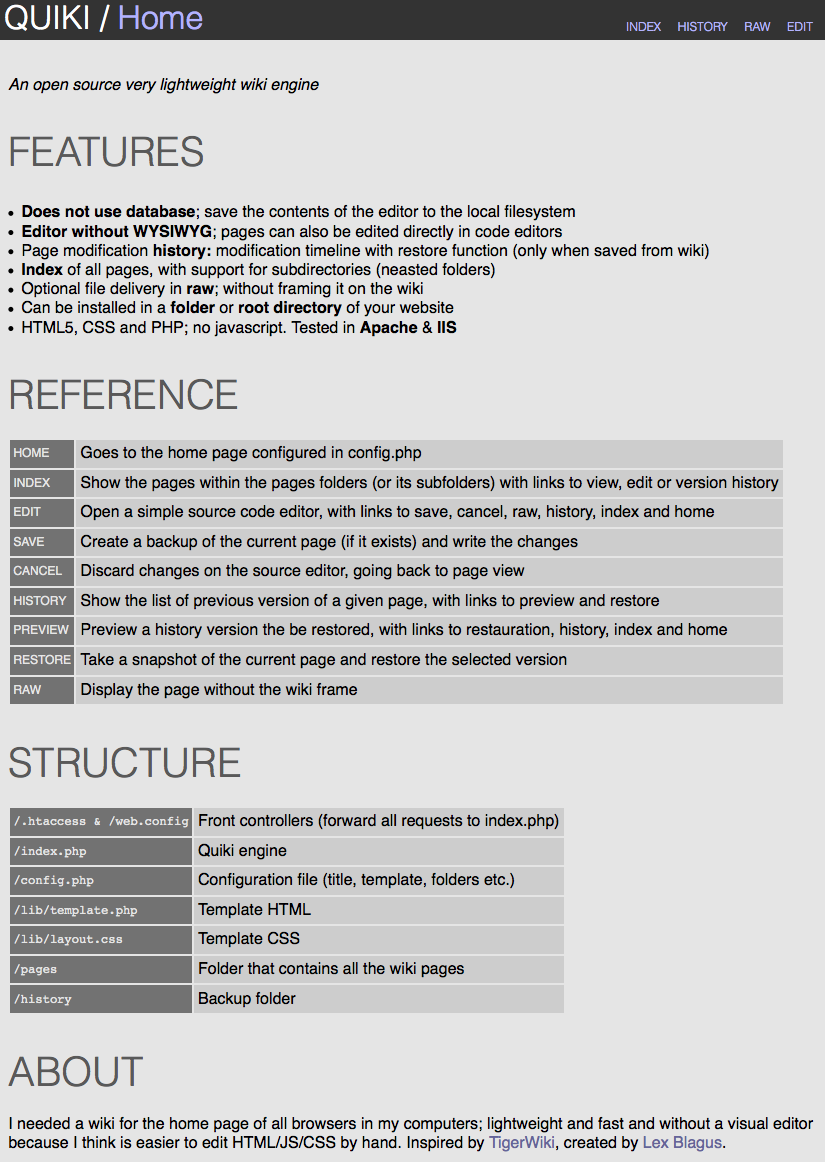 QUIKI / Home
INDEX HISTORY RAW EDIT
An open source very lightweight wiki engine
FEATURES
• Does not use database; save the contents of the editor to the local filesystem
• Editor without WYSIWYG; pages can also be edited directly in code editors
• Page modification history: modification timeline with restore function (only when saved from wiki)
• Index of all pages, with support for subdirectories (neasted folders)
• Optional file delivery in raw; without framing it on the wiki
• Can be installed in a folder or root directory of your website
• HTML5, CSS and PHP; no javascript. Tested in Apache & IIS
REFERENCE
HOME Goes to the home page configured in config.php
INDEX Show the pages within the pages folders (or its subfolders) with links to view, edit or version history
EDIT Open a simple source code editor, with links to save, cancel, raw, history, index and home
SAVE Create a backup of the current page (if it exists) and write the changes
CANCEL Discard changes on the source editor, going back to page view
HISTORY Show the list of previous version of a given page, with links to preview and restore
PREVIEW Preview a history version the be restored, with links to restauration, history, index and home
RESTORE Take a snapshot of the current page and restore the selected version
RAW Display the page without the wiki frame
STRUCTURE
/.htaccess & /web.config Front controllers (forward all requests to index.php)
/index.php Quiki engine
/config.php Configuration file (title, template, folders etc.)
/lib/template.php Template HTML
/lib/layout.css Template CSS
/pages Folder that contains all the wiki pages
/history Backup folder
ABOUT
I needed a wiki for the home page of all browsers in my computers; lightweight and fast and without a visual editor
because I think is easier to edit HTML/JS/CSS by hand. Inspired by TigerWiki, created by Lex Blagus.